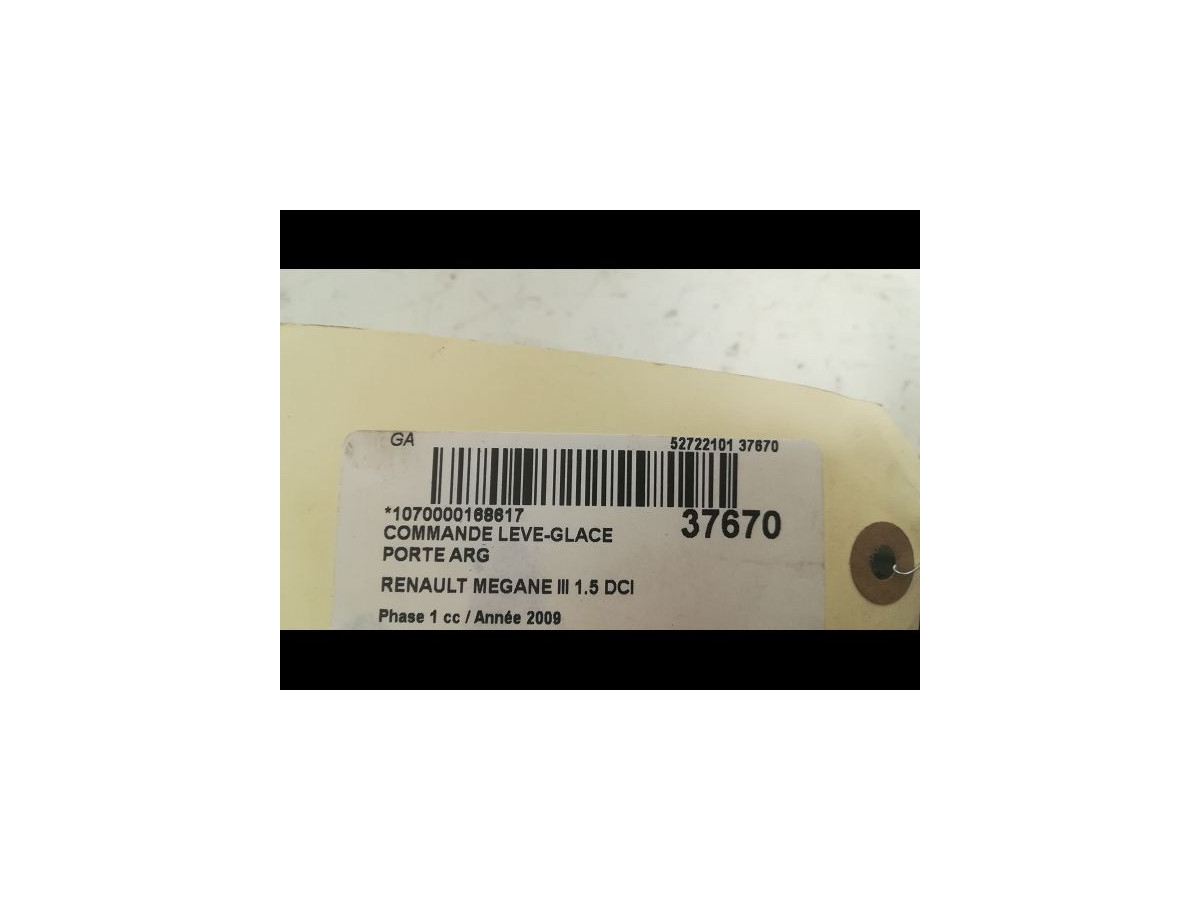 GA 52722101 37670
*1070000168617 37670
COMMANDE LEVE-GLACE
PORTE ARG
RENAULT MEGANE III 1.5 DCI
Phase 1 cc / Année 2009